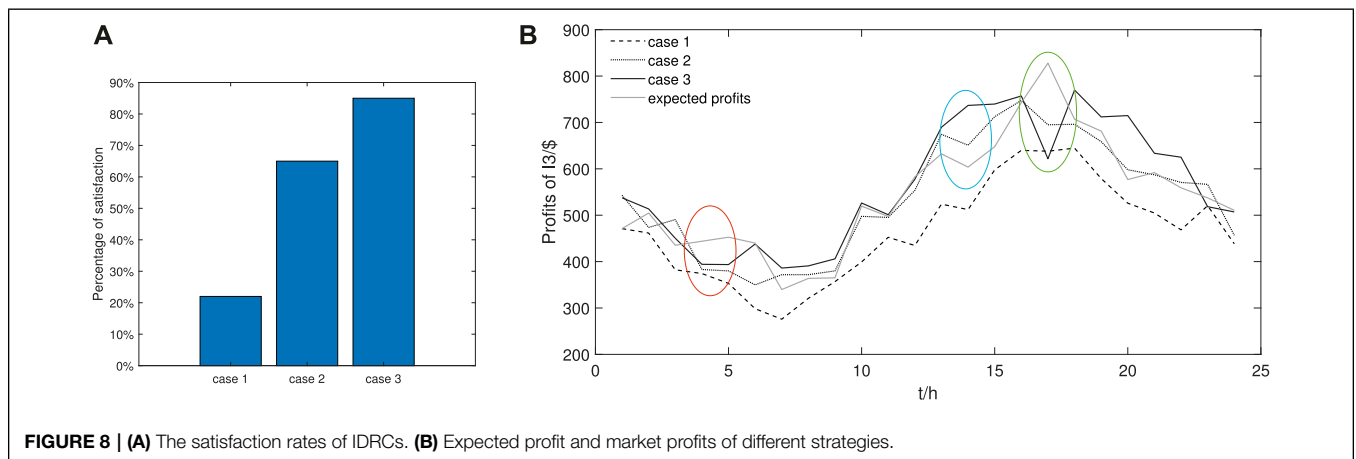 A
90%
80%
70%
60%
50%
40%
30%
20%
10%
0%
Percentage of satisfaction
case 1 case 2 case 3
B
900
800
700
600
500
400
300
200
Profits of I3/$
case 1
case 2
case 3
expected profits
0 5 10 15 20 25
t/h
FIGURE 8 | (A) The satisfaction rates of IDRCs. (B) Expected profit and market profits of different strategies.